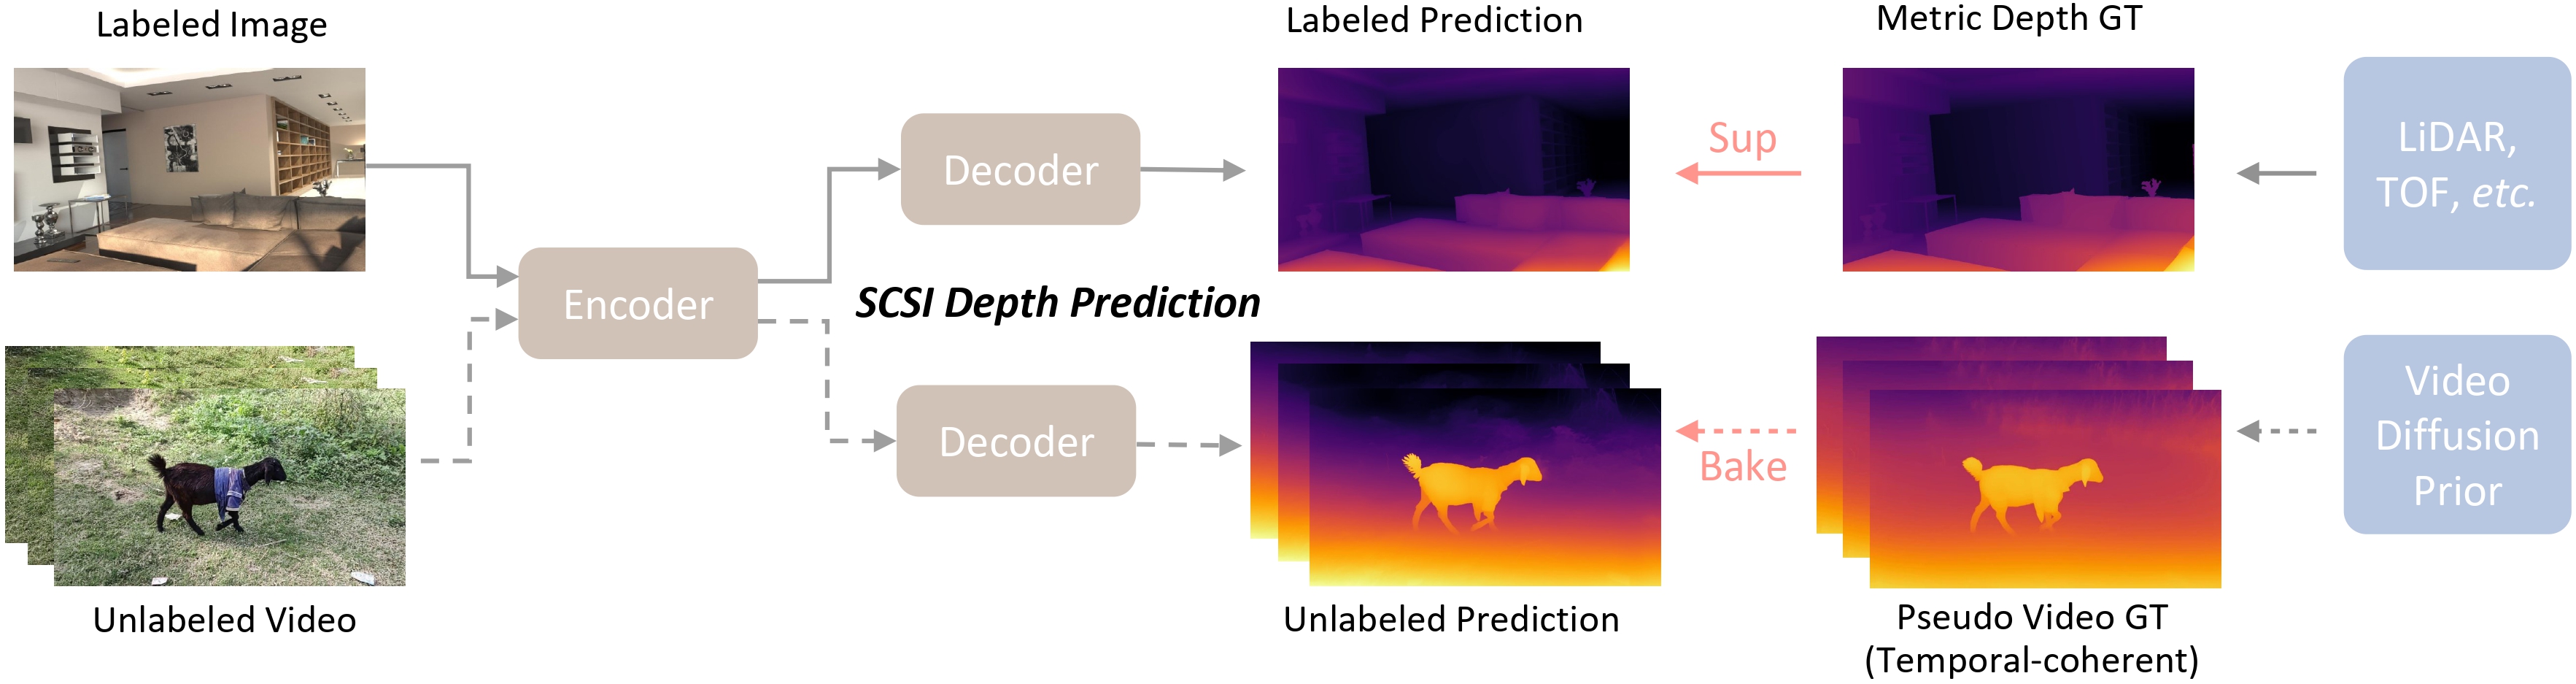 Labeled Image
Labeled Prediction
Metric Depth GT
LiDAR,
TOF, etc.
Sup
Decoder
Encoder
SCSI Depth Prediction
Decoder
Bake
Video
Diffusion
Prior
Unlabeled Video
Unlabeled Prediction
Pseudo Video GT
(Temporal-coherent)